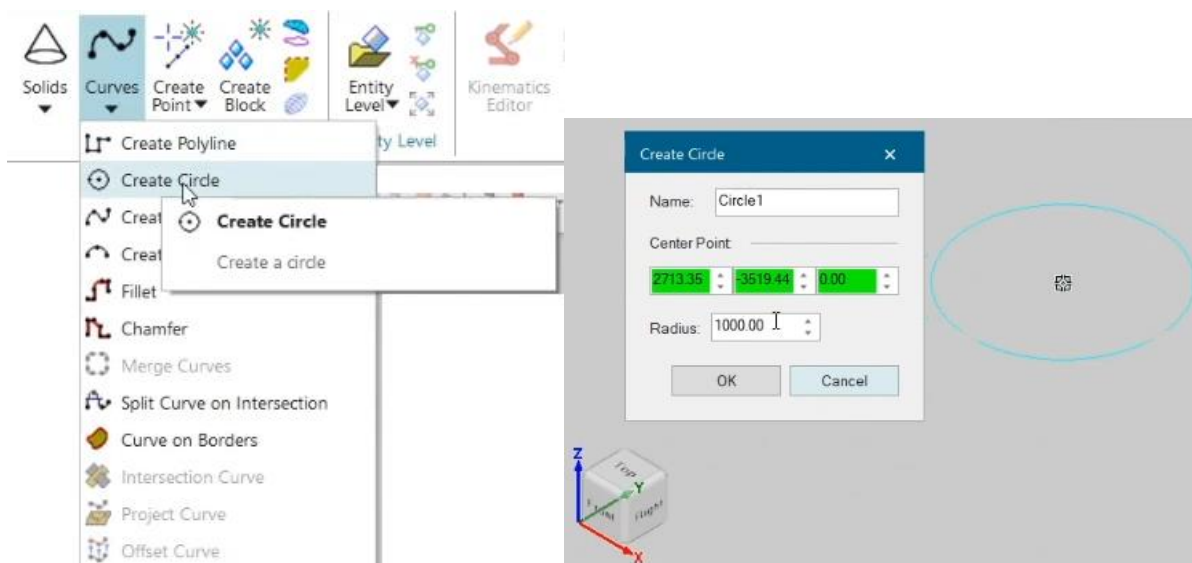 Solids
Curves
Create Point
Create Block
Entity Level
Kinematics Editor
ty Level
Create Polyline
Create Circle
Creat
Create Circle
Creat
Create a circle
Fillet
Chamfer
Merge Curves
Split Curve on Intersection
Curve on Borders
Intersection Curve
Project Curve
Offset Curve
Create Circle
Name: Circle1
Center Point:
2713.35 -3519.44 0.00
Radius: 1000.00
OK Cancel
Z
Top
Y
Front Right
X